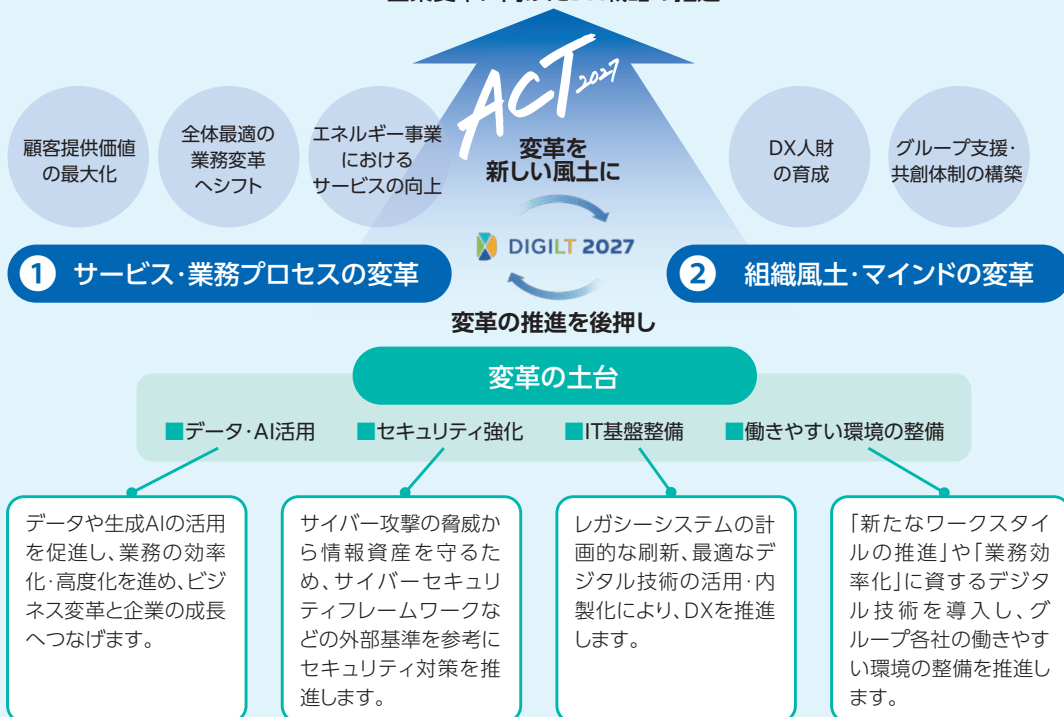 ACT 2027
変革を
新しい風土に
顧客提供価値
の最大化
全体最適の
業務変革
へシフト
エネルギー事業
における
サービスの向上
DX人財
の育成
グループ支援・
共創体制の構築
DIGILT 2027
1 サービス・業務プロセスの変革
2 組織風土・マインドの変革
変革の推進を後押し
変革の土台
■データ・AI活用 ■セキュリティ強化 ■IT基盤整備 ■働きやすい環境の整備
データや生成AIの活用
を促進し、業務の効率
化・高度化を進め、ビジ
ネス変革と企業の成長
へつなげます。
サイバー攻撃の脅威か
ら情報資産を守るた
め、サイバーセキュリ
ティフレームワークな
どの外部基準を参考に
セキュリティ対策を推
進します。
レガシーシステムの計
画的な刷新、最適なデ
ジタル技術の活用・内
製化により、DXを推進
します。
「新たなワークスタイ
ルの推進」や「業務効
率化」に資するデジタ
ル技術を導入し、グ
ループ各社の働きやす
い環境の整備を推進し
ます。